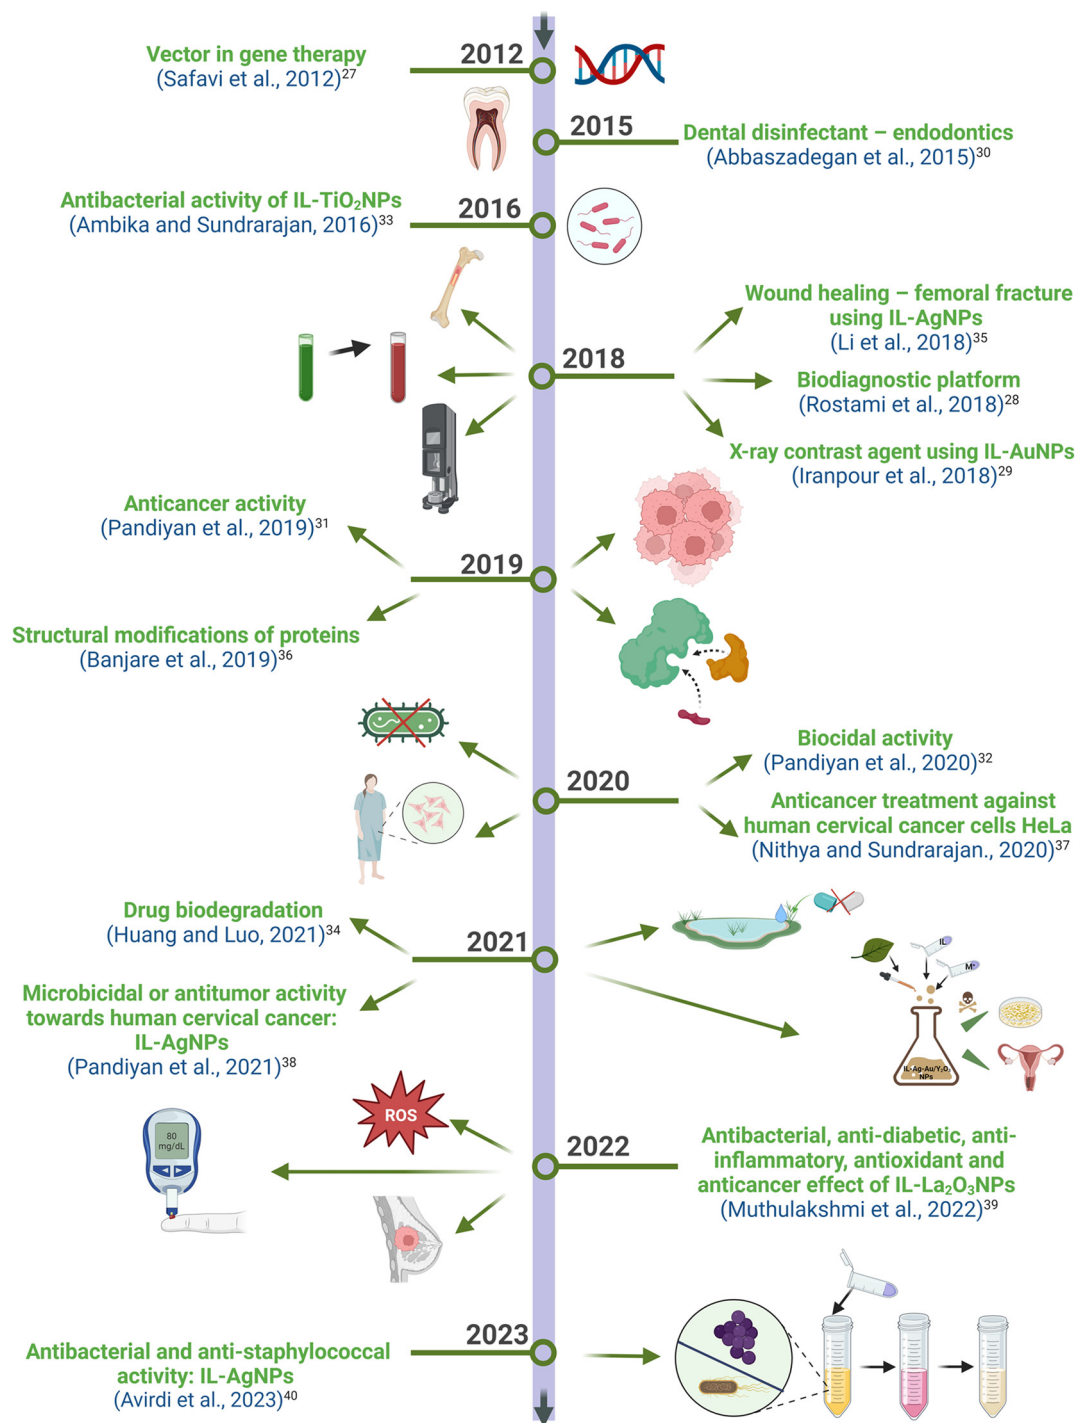 2012
Vector in gene therapy
(Safavi et al., 2012)27
2015
Dental disinfectant – endodontics
(Abbaszadegan et al., 2015)30
2016
Antibacterial activity of IL-TiO2NPs
(Ambika and Sundrarajan, 2016)33
2018
Wound healing – femoral fracture
using IL-AgNPs
(Li et al., 2018)35
Biodiagnostic platform
(Rostami et al., 2018)28
X-ray contrast agent using IL-AuNPs
(Iranpour et al., 2018)29
2019
Anticancer activity
(Pandiyan et al., 2019)31
Structural modifications of proteins
(Banjare et al., 2019)36
2020
Biocidal activity
(Pandiyan et al., 2020)32
Anticancer treatment against
human cervical cancer cells HeLa
(Nithya and Sundrarajan., 2020)37
2021
Drug biodegradation
(Huang and Luo, 2021)34
Microbicidal or antitumor activity
towards human cervical cancer:
IL-AgNPs
(Pandiyan et al., 2021)38
IL
M+
IL-Ag-Au/Y2O3
NPs
2022
ROS
80
mg/dL
Antibacterial, anti-diabetic, anti-
inflammatory, antioxidant and
anticancer effect of IL-La2O3NPs
(Muthulakshmi et al., 2022)39
2023
Antibacterial and anti-staphylococcal
activity: IL-AgNPs
(Avirdi et al., 2023)40